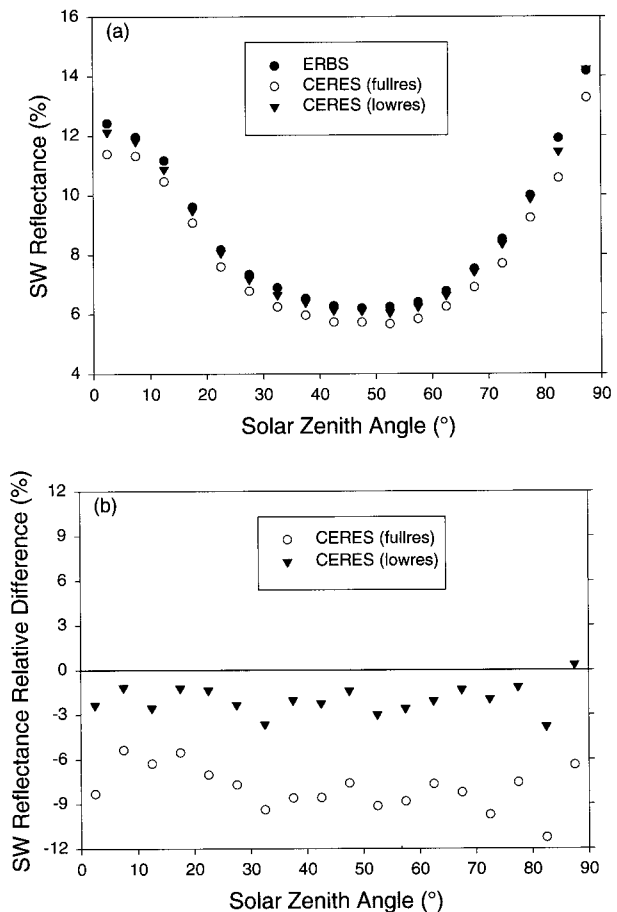 (a)
ERBS
CERES (fullres)
CERES (lowres)
SW Reflectance (%)
16
14
12
10
8
6
4
0 10 20 30 40 50 60 70 80 90
Solar Zenith Angle (°)
(b)
CERES (fullres)
CERES (lowres)
SW Reflectance Relative Difference (%)
12
9
6
3
0
-3
-6
-9
-12
0 10 20 30 40 50 60 70 80 90
Solar Zenith Angle (°)